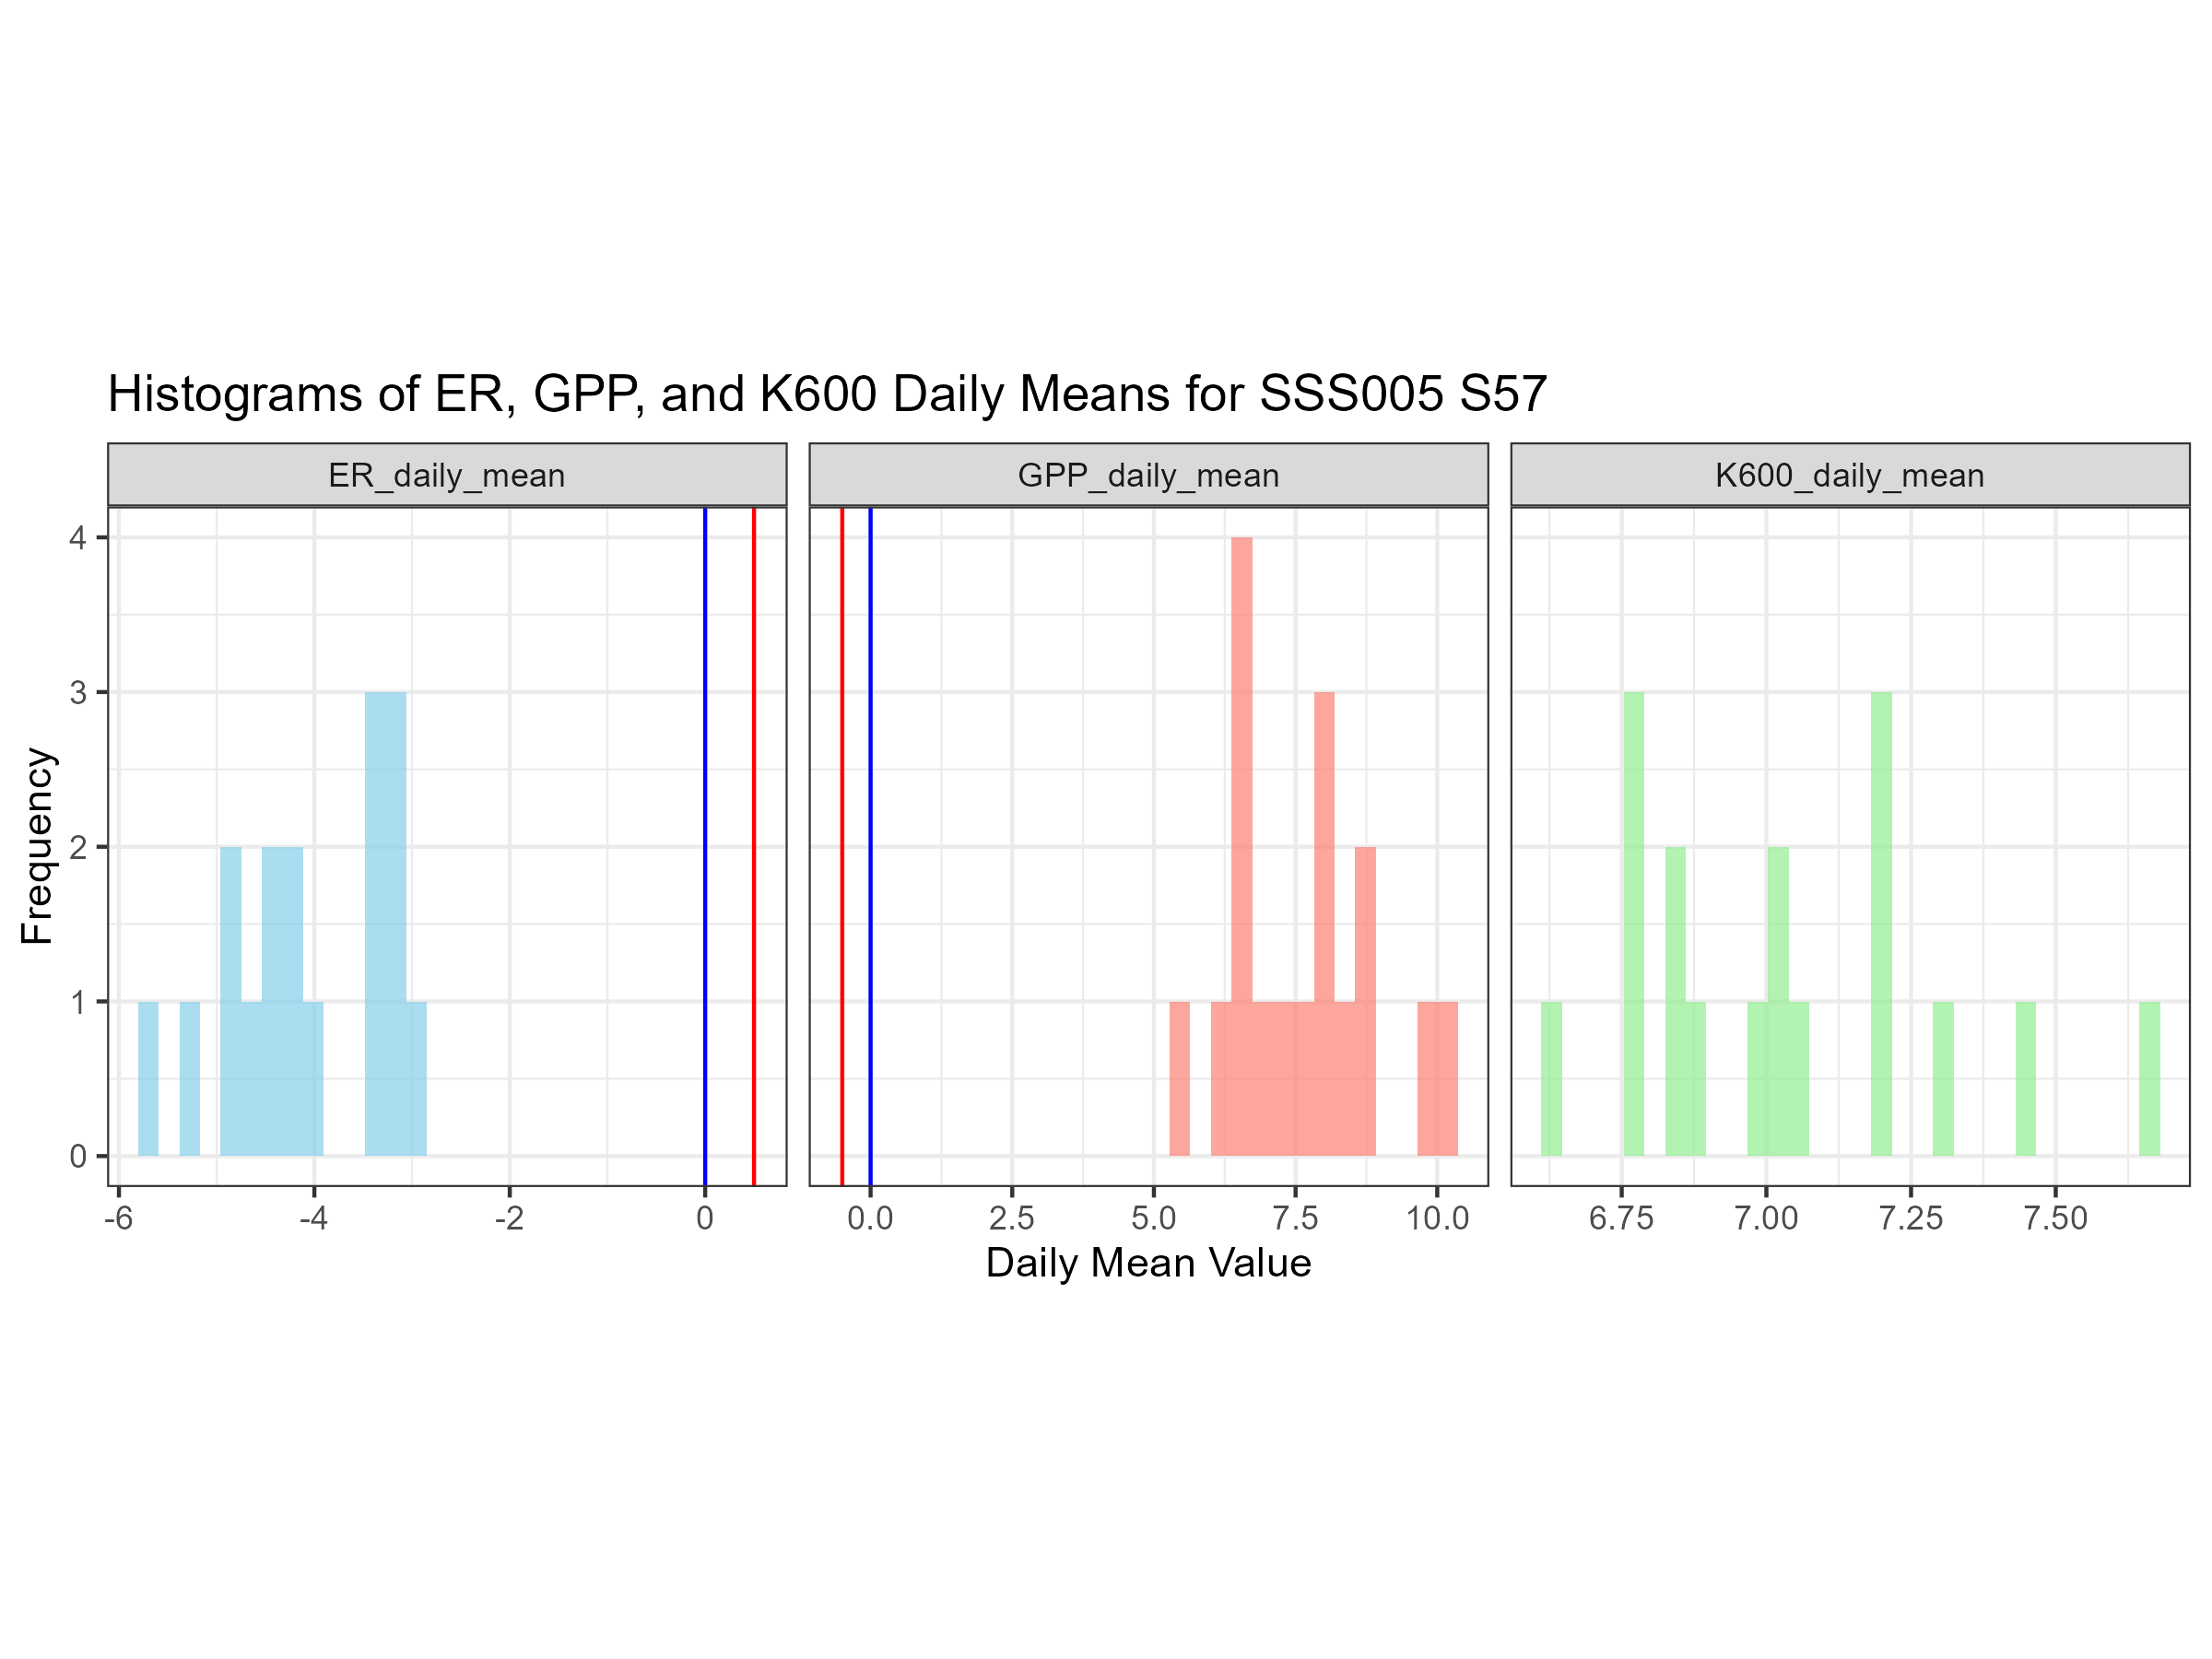 Histograms of ER, GPP, and K600 Daily Means for SSS005 S57
ER_daily_mean GPP_daily_mean K600_daily_mean
Frequency
4
3
2
1
0
-6 -4 -2 0 0.0 2.5 5.0 7.5 10.0 6.75 7.00 7.25 7.50
Daily Mean Value